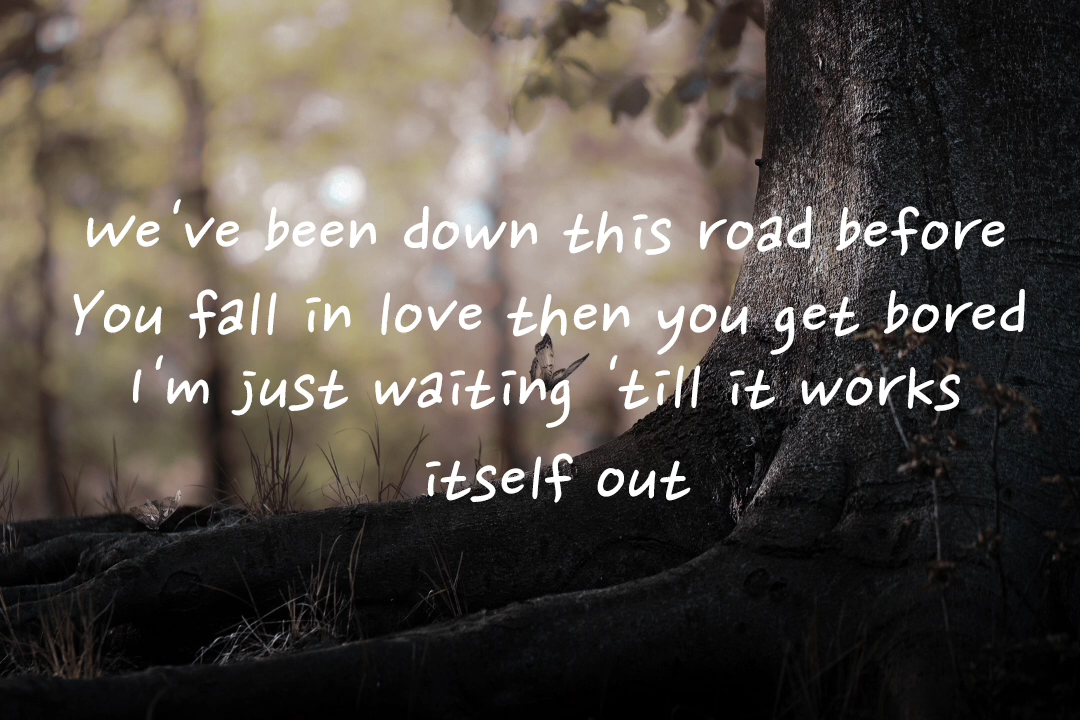 we've been down this road before
You fall in love then you get bored
I'm just waiting 'till it works
itself out